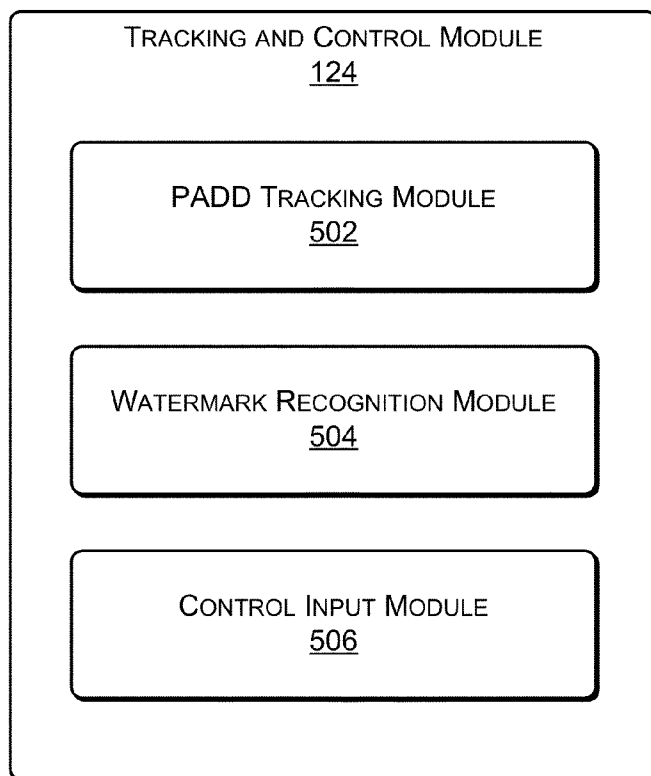 TRACKING AND CONTROL MODULE
124
PADD TRACKING MODULE
502
WATERMARK RECOGNITION MODULE
504
CONTROL INPUT MODULE
506